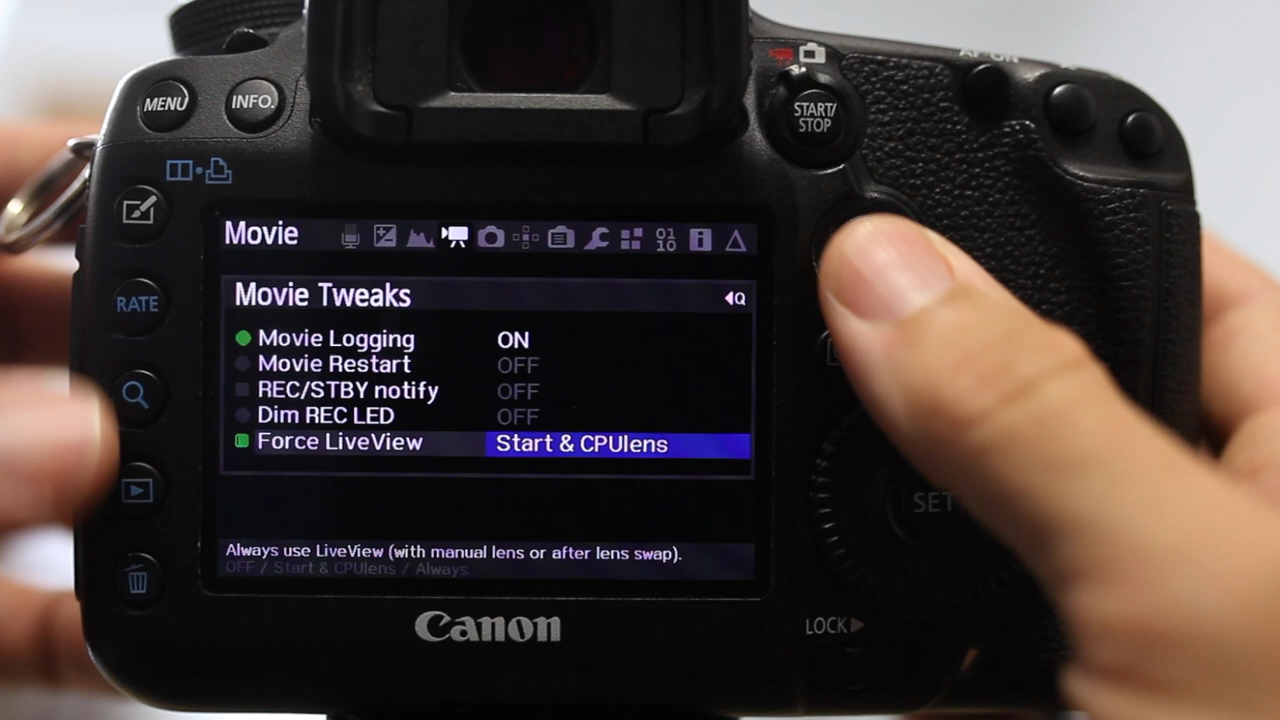 MENU
INFO.
START/
STOP
AF-ON
RATE
Movie
01
10
Movie Tweaks
Q
Movie Logging ON
Movie Restart OFF
REC/STBY notify OFF
Dim REC LED OFF
Force LiveView Start & CPUlens
SET
Always use LiveView (with manual lens or after lens swap).
OFF / Start & CPUlens / Always.
Canon
LOCK